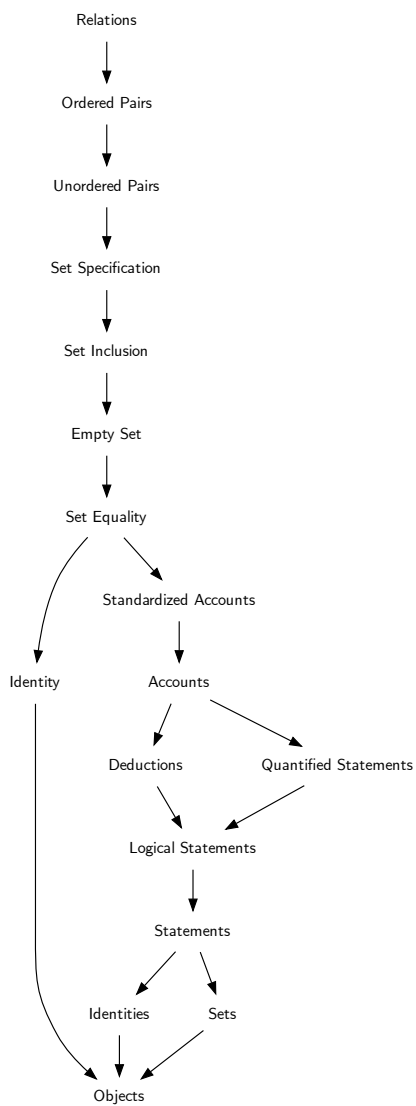 Relations
Ordered Pairs
Unordered Pairs
Set Specification
Set Inclusion
Empty Set
Set Equality
Standardized Accounts
Identity
Accounts
Deductions
Quantified Statements
Logical Statements
Statements
Identities
Sets
Objects